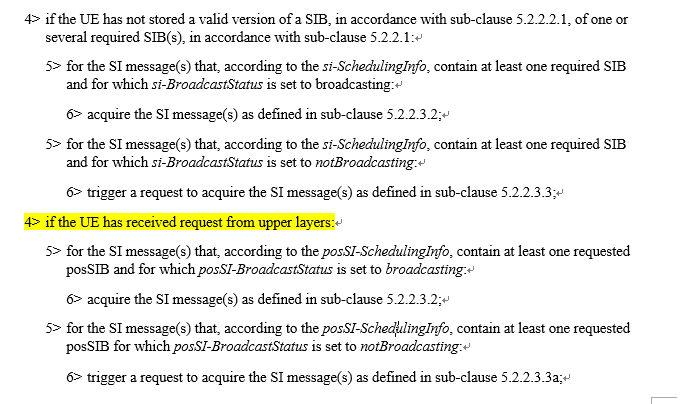 4> if the UE has not stored a valid version of a SIB, in accordance with sub-clause 5.2.2.2.1, of one or
several required SIB(s), in accordance with sub-clause 5.2.2.1:↵
5> for the SI message(s) that, according to the si-SchedulingInfo, contain at least one required SIB
and for which si-BroadcastStatus is set to broadcasting:↵
6> acquire the SI message(s) as defined in sub-clause 5.2.2.3.2;↵
5> for the SI message(s) that, according to the si-SchedulingInfo, contain at least one required SIB
and for which si-BroadcastStatus is set to notBroadcasting:↵
6> trigger a request to acquire the SI message(s) as defined in sub-clause 5.2.2.3.3;↵
4> if the UE has received request from upper layers:↵
5> for the SI message(s) that, according to the posSI-SchedulingInfo, contain at least one requested
posSIB and for which posSI-BroadcastStatus is set to broadcasting:↵
6> acquire the SI message(s) as defined in sub-clause 5.2.2.3.2;↵
5> for the SI message(s) that, according to the posSI-SchedulingInfo, contain at least one requested
posSIB for which posSI-BroadcastStatus is set to notBroadcasting:↵
6> trigger a request to acquire the SI message(s) as defined in sub-clause 5.2.2.3.3a;↵